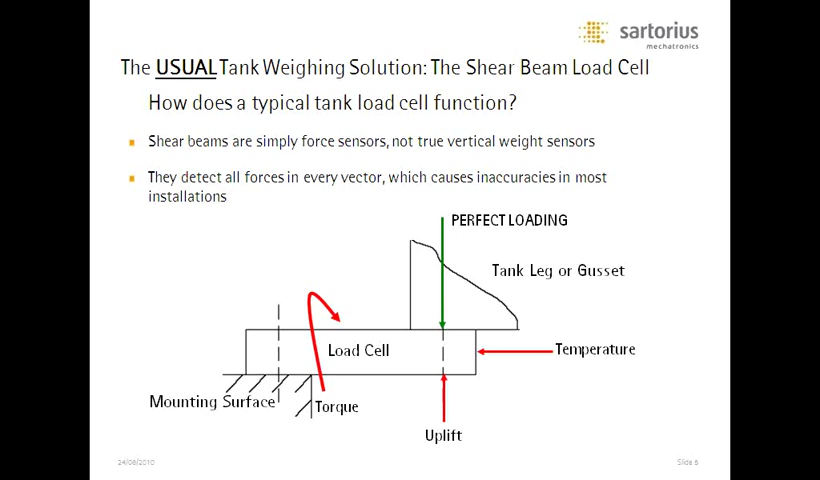 sartorius
mechatronics
The USUAL Tank Weighing Solution: The Shear Beam Load Cell
How does a typical tank load cell function?
Shear beams are simply force sensors, not true vertical weight sensors
They detect all forces in every vector, which causes inaccuracies in most
installations
PERFECT LOADING
Tank Leg or Gusset
Load Cell
Temperature
Mounting Surface
Torque
Uplift
24/08/2010
Slide 6